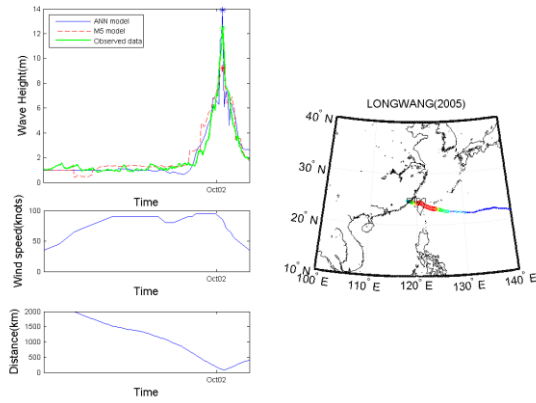 14
12
10
8
6
4
2
0
Wave Height(m)
ANN model
M5 model
Observed data
Oct02
Time
100
50
0
Wind speed(knots)
Oct02
Time
2000
1500
1000
500
0
Distance(km)
Oct02
Time
LONGWANG(2005)
40° N
30° N
20° N
10° N
100° E
110° E
120° E
130° E
140° E